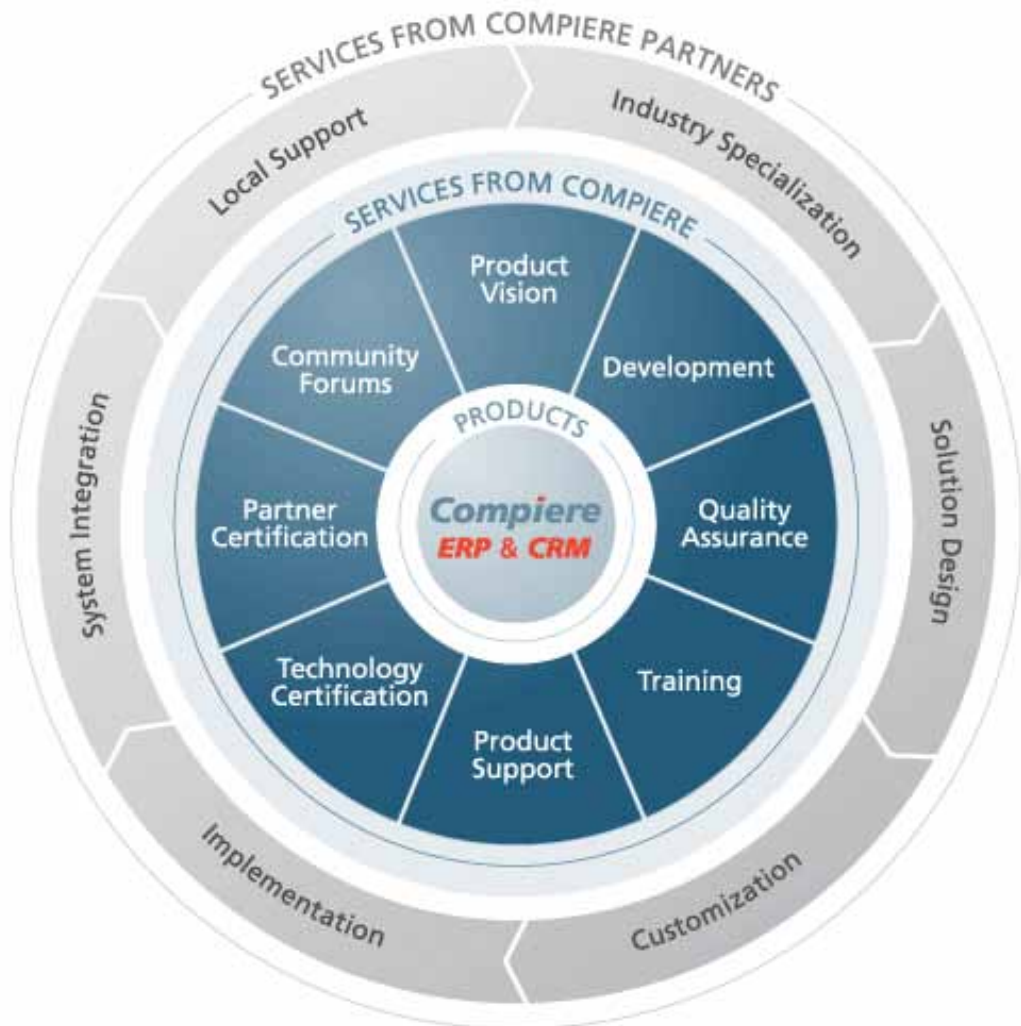 SERVICES FROM COMPIERE PARTNERS
Local Support
Industry Specialization
Solution Design
Customization
Implementation
System Integration
SERVICES FROM COMPIERE
Product
Vision
Development
Quality
Assurance
Training
Product
Support
Technology
Certification
Partner
Certification
Community
Forums
PRODUCTS
Compiere
ERP & CRM